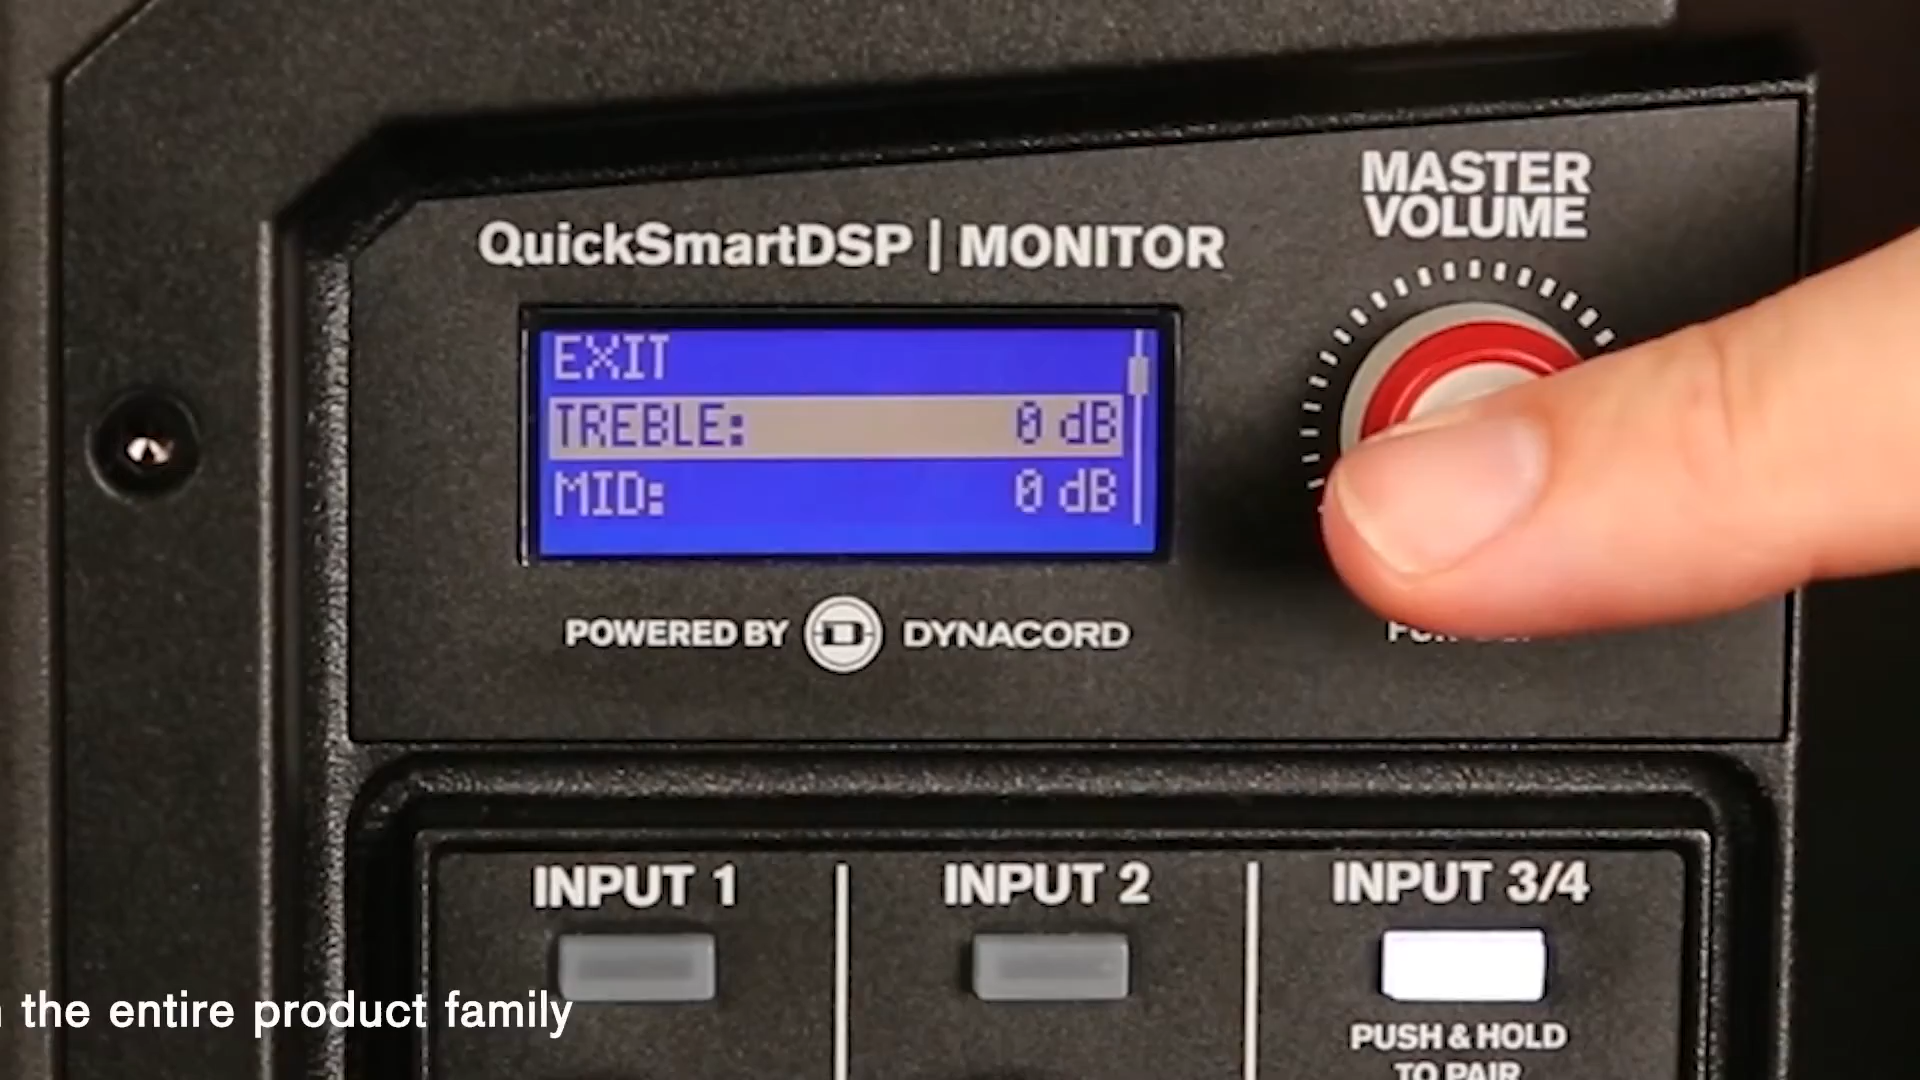 MASTER
VOLUME
QuickSmartDSP | MONITOR
EXIT
TREBLE: 0 dB
MID: 0 dB
POWERED BY DYNACORD
INPUT 1
INPUT 2
INPUT 3/4
the entire product family
PUSH & HOLD
TO PAIR